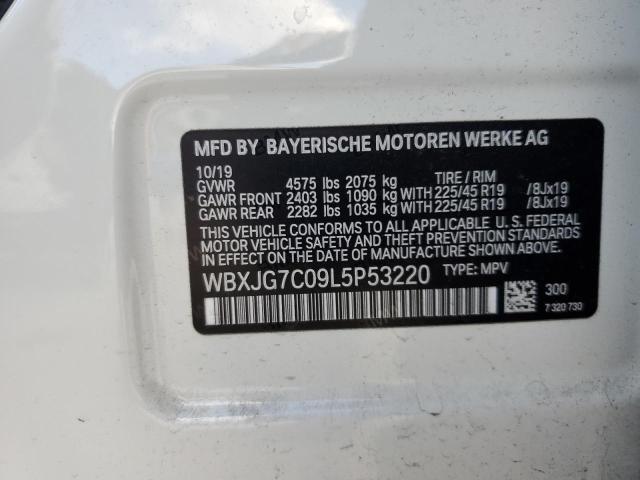 MFD BY BAYERISCHE MOTOREN WERKE AG
10/19
GVWR 4575 lbs 2075 kg TIRE / RIM
GAWR FRONT 2403 lbs 1090 kg WITH 225/45 R19 /8Jx19
GAWR REAR 2282 lbs 1035 kg WITH 225/45 R19 /8Jx19
THIS VEHICLE CONFORMS TO ALL APPLICABLE U. S. FEDERAL
MOTOR VEHICLE SAFETY AND THEFT PREVENTION STANDARDS
IN EFFECT ON THE DATE OF MANUFACTURE SHOWN ABOVE.
WBXJG7C09L5P53220 TYPE: MPV
300
7 320 730